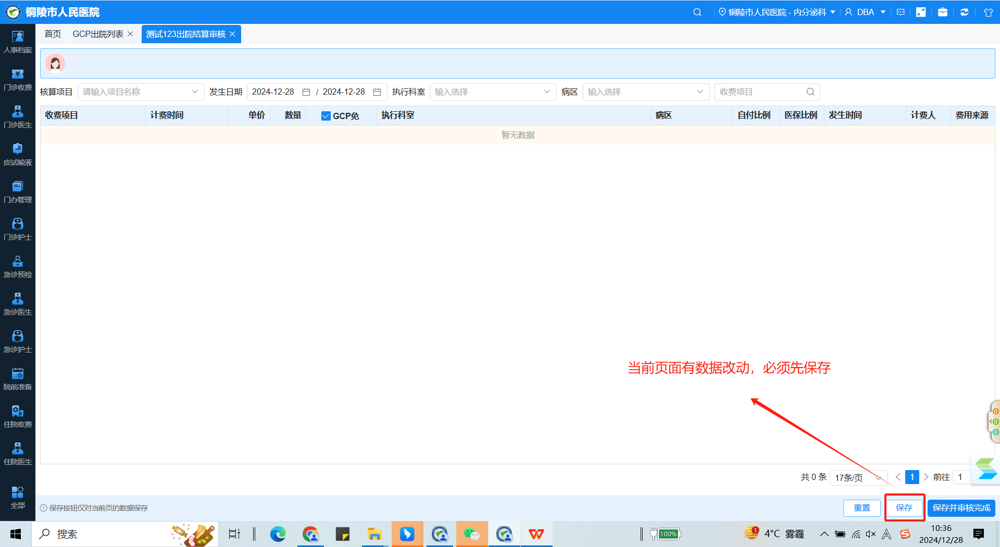 铜陵市人民医院
铜陵市人民医院 - 内分泌科
DBA
首页
GCP出院列表
测试123出院结算审核
人事档案
门诊收费
门诊医生
皮试输液
门办管理
门诊护士
急诊预检
急诊医生
急诊护士
院前准备
住院收费
住院医生
全部
核算项目 请输入项目名称 发生日期 2024-12-28 / 2024-12-28 执行科室 输入选择 病区 输入选择 收费项目
收费项目 计费时间 单价 数量 GCP免 执行科室 病区 自付比例 医保比例 发生时间 计费人 费用来源
暂无数据
当前页面有数据改动，必须先保存
0
0
0
共 0 条 17条/页 1 前往 1
保存按钮仅对当前页的数据保存
重置 保存 保存并审核完成
搜索
100%
1
4°C 雾霾
10:36
2024/12/28